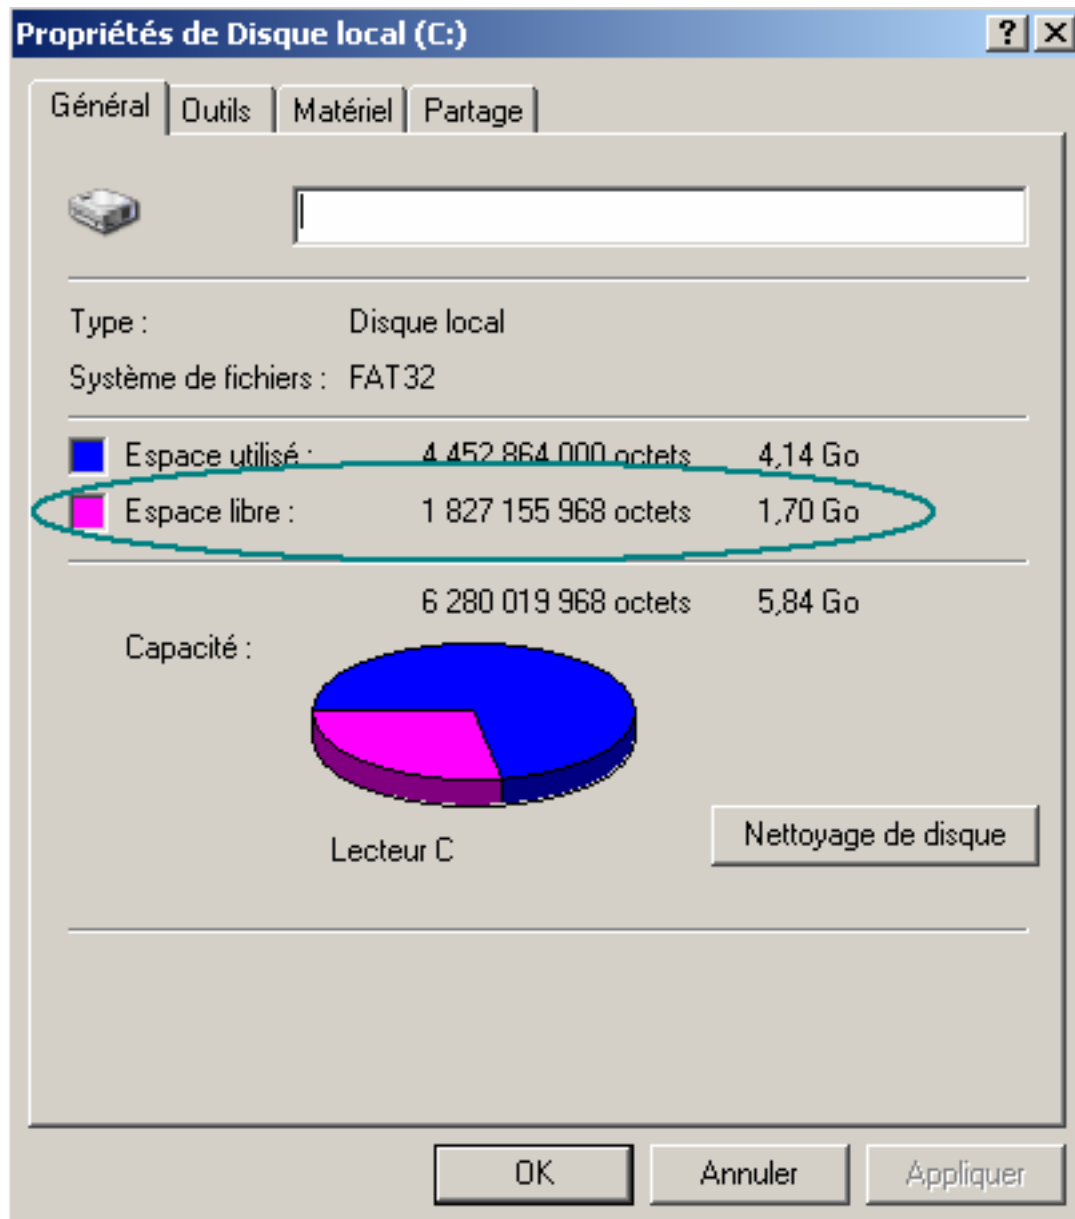 Propriétés de Disque local (C:)
Général Outils Matériel Partage
Type : Disque local
Système de fichiers : FAT32
Espace utilisé : 4 452 864 000 octets 4,14 Go
Espace libre : 1 827 155 968 octets 1,70 Go
6 280 019 968 octets 5,84 Go
Capacité :
Lecteur C
Nettoyage de disque
OK Annuler Appliquer